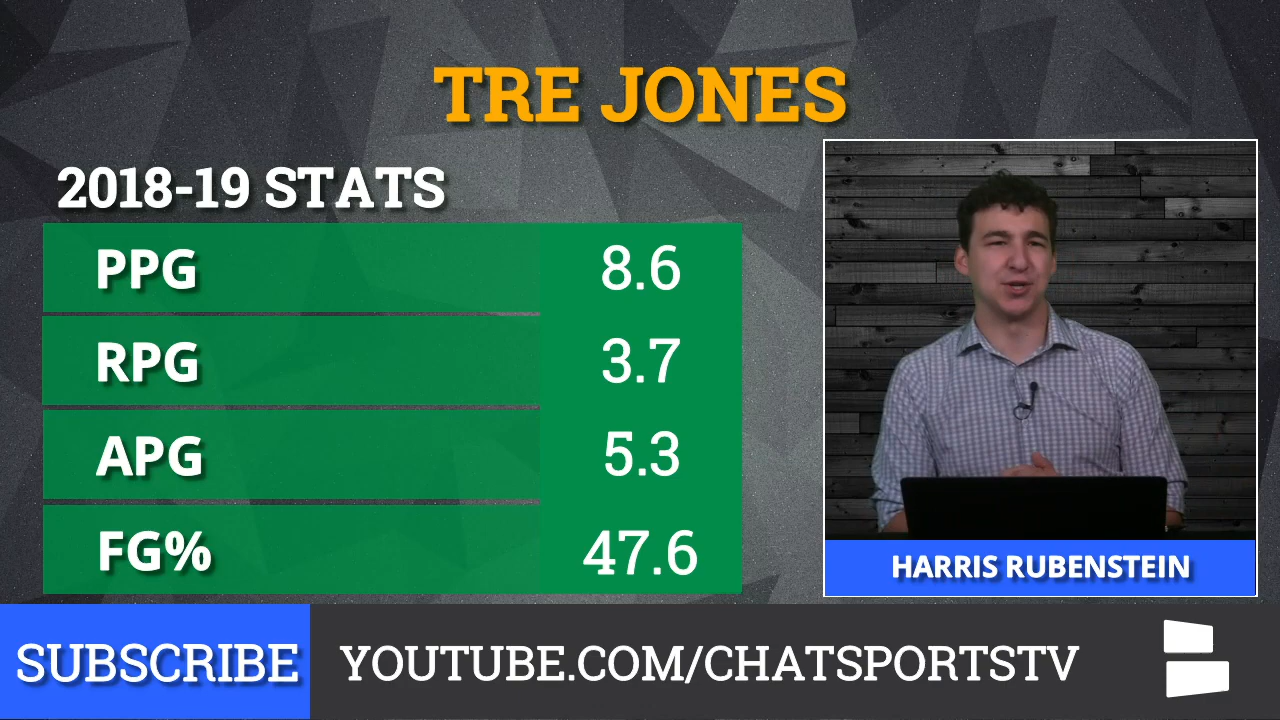 TRE JONES
2018-19 STATS
PPG 8.6
RPG 3.7
APG 5.3
FG% 47.6
HARRIS RUBENSTEIN
SUBSCRIBE YOUTUBE.COM/CHATSPORTSTV